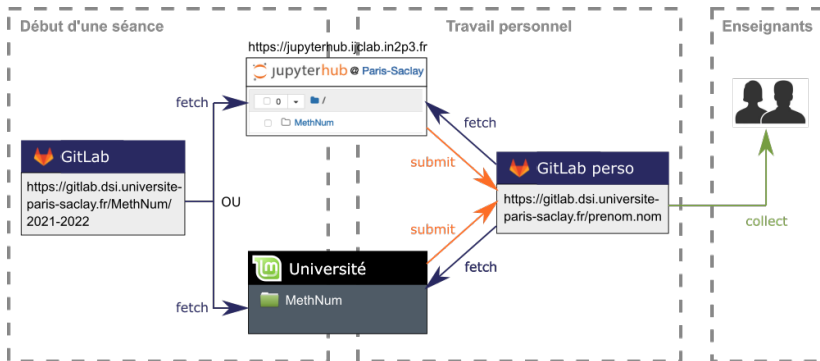 Début d'une séance
Travail personnel
Enseignants
https://jupyterhub.ijclab.in2p3.fr
jupyterhub @ Paris-Saclay
0
/
MethNum
fetch
fetch
submit
GitLab
https://gitlab.dsi.universite-
paris-saclay.fr/MethNum/
2021-2022
OU
GitLab perso
https://gitlab.dsi.universite-
paris-saclay.fr/prenom.nom
collect
submit
fetch
Université
MethNum
fetch